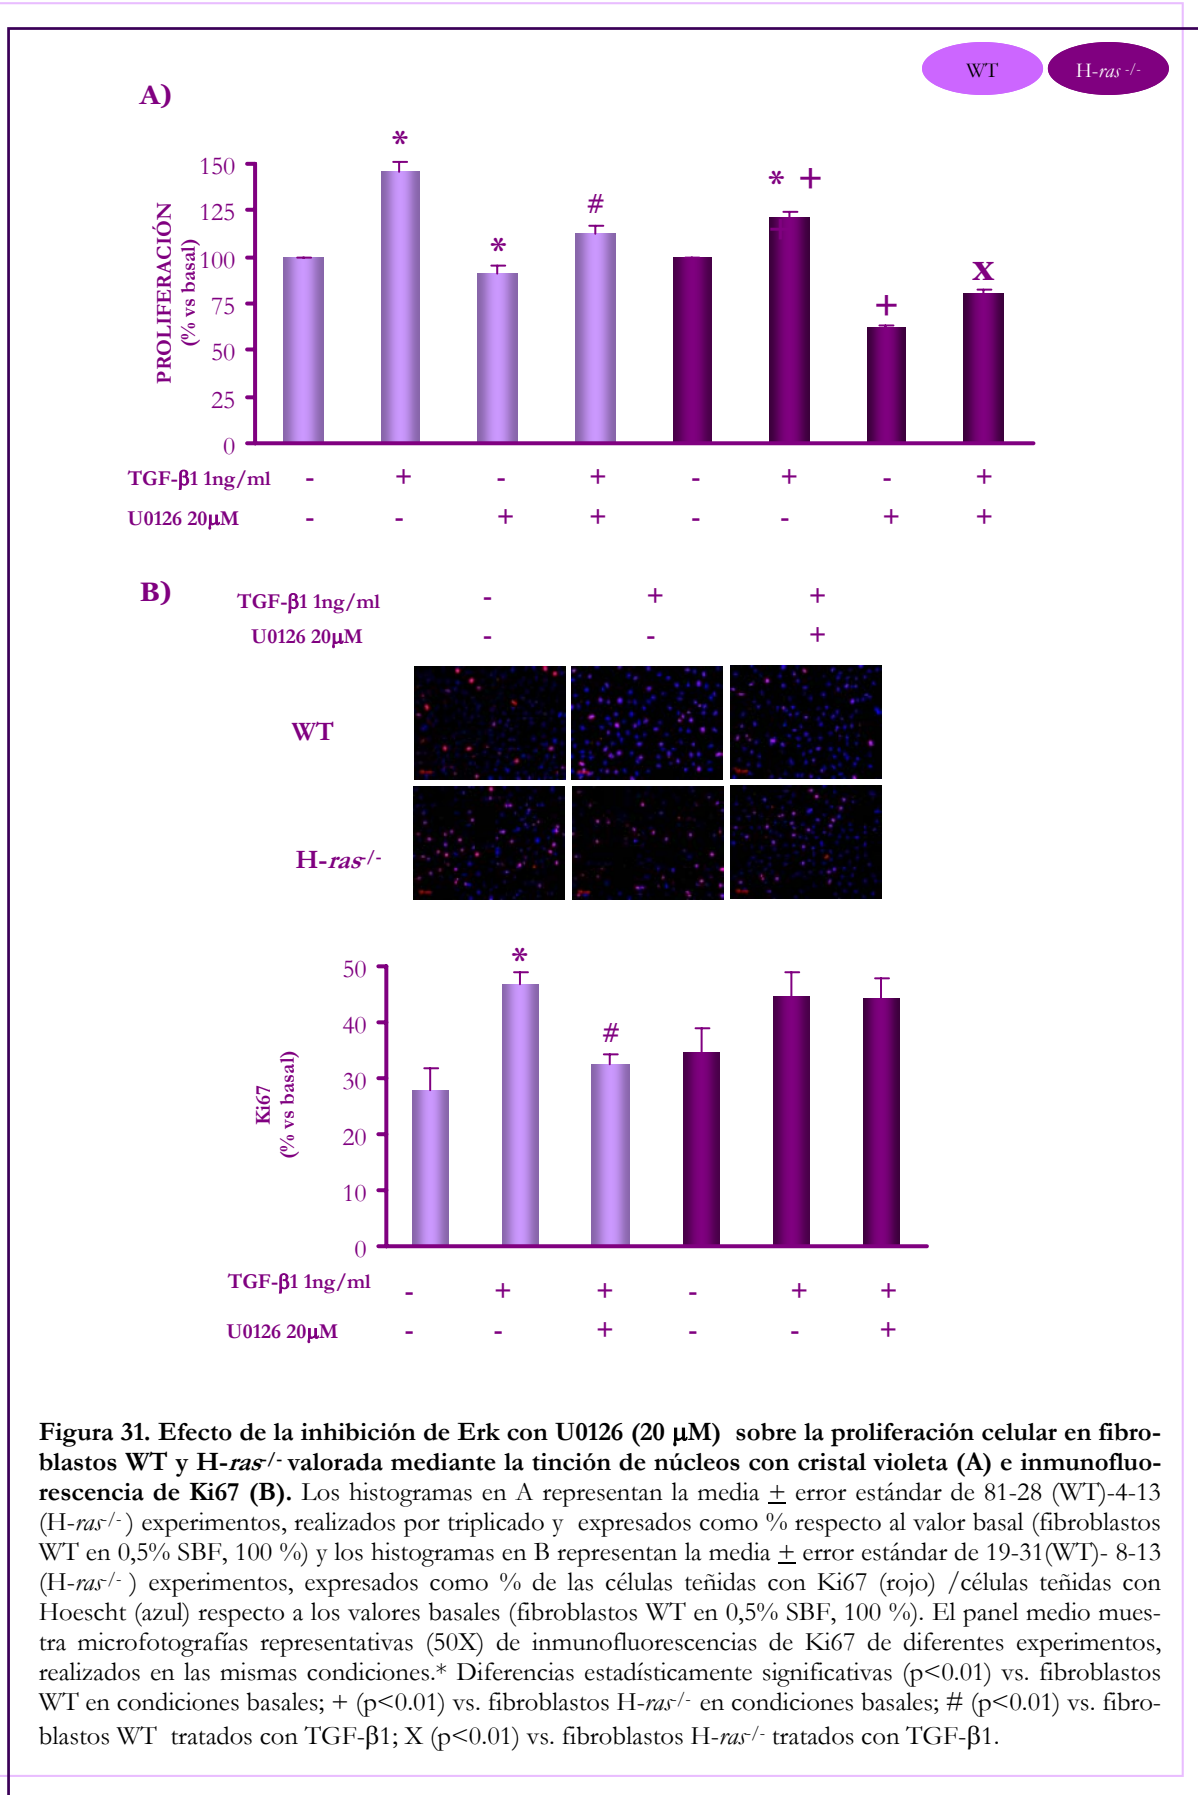 WT H-ras -/-
A)
* * # * * + + + x
PROLIFERACIÓN
(% vs basal)
150
125
100
75
50
25
0
TGF-β1 1ng/ml - + - + - + - +
U0126 20μM - - + + - - + +
B)
TGF-β1 1ng/ml - + +
U0126 20μM - - +
WT
H-ras-/-
* #
Ki67
(% vs basal)
50
40
30
20
10
0
TGF-β1 1ng/ml - + + - + +
U0126 20μM - - + - - +
Figura 31. Efecto de la inhibición de Erk con U0126 (20 μM) sobre la proliferación celular en fibro-
blastos WT y H-ras-/- valorada mediante la tinción de núcleos con cristal violeta (A) e inmunofluo-
rescencia de Ki67 (B). Los histogramas en A representan la media ± error estándar de 81-28 (WT)-4-13
(H-ras-/- ) experimentos, realizados por triplicado y expresados como % respecto al valor basal (fibroblastos
WT en 0,5% SBF, 100 %) y los histogramas en B representan la media ± error estándar de 19-31(WT)- 8-13
(H-ras-/- ) experimentos, expresados como % de las células teñidas con Ki67 (rojo) /células teñidas con
Hoescht (azul) respecto a los valores basales (fibroblastos WT en 0,5% SBF, 100 %). El panel medio mues-
tra microfotografías representativas (50X) de inmunofluorescencias de Ki67 de diferentes experimentos,
realizados en las mismas condiciones.* Diferencias estadísticamente significativas (p<0.01) vs. fibroblastos
WT en condiciones basales; + (p<0.01) vs. fibroblastos H-ras-/- en condiciones basales; # (p<0.01) vs. fibro-
blastos WT tratados con TGF-β1; X (p<0.01) vs. fibroblastos H-ras-/- tratados con TGF-β1.